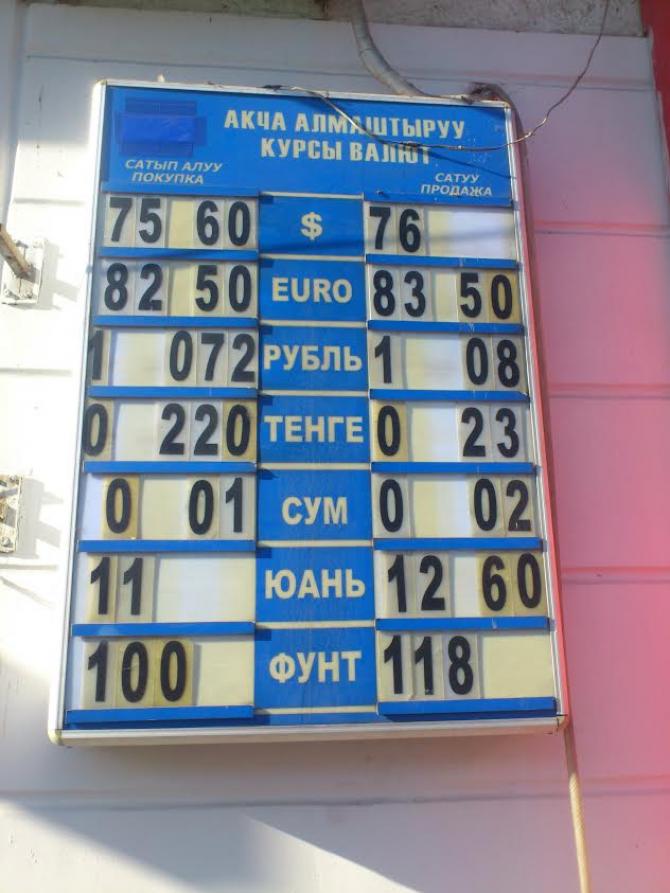 АКЧА АЛМАШТЫРУУ
КУРСЫ ВАЛЮТ
САТЫП АЛУУ
ПОКУПКА
САТУУ
ПРОДАЖА
75 60 $ 76
82 50 EURO 83 50
1 072 РУБЛЬ 1 08
0 220 ТЕНГЕ 0 23
0 01 СУМ 0 02
11 ЮАНЬ 12 60
100 ФУНТ 118